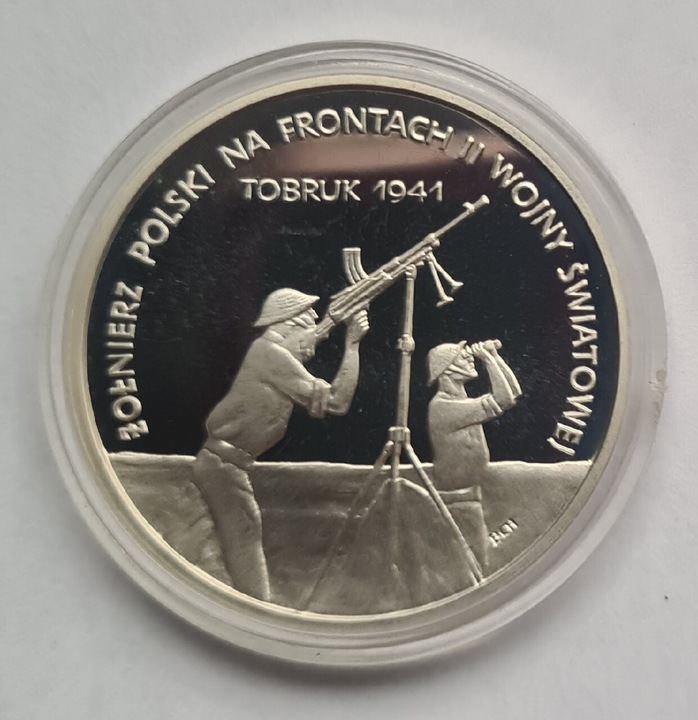 ŻOŁNIERZ POLSKI NA FRONTACH II WOJNY ŚWIATOWEJ
TOBRUK 1941